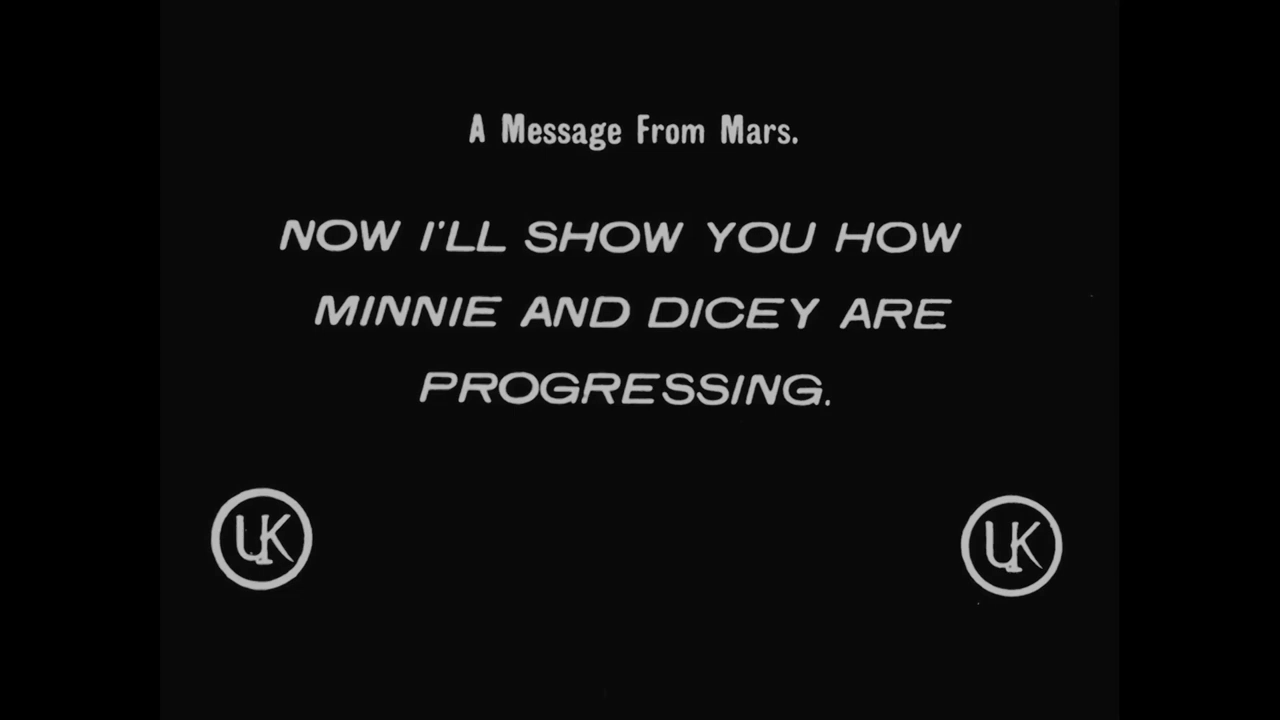 A Message From Mars.
NOW I'LL SHOW YOU HOW
MINNIE AND DICEY ARE
PROGRESSING.
UK
UK